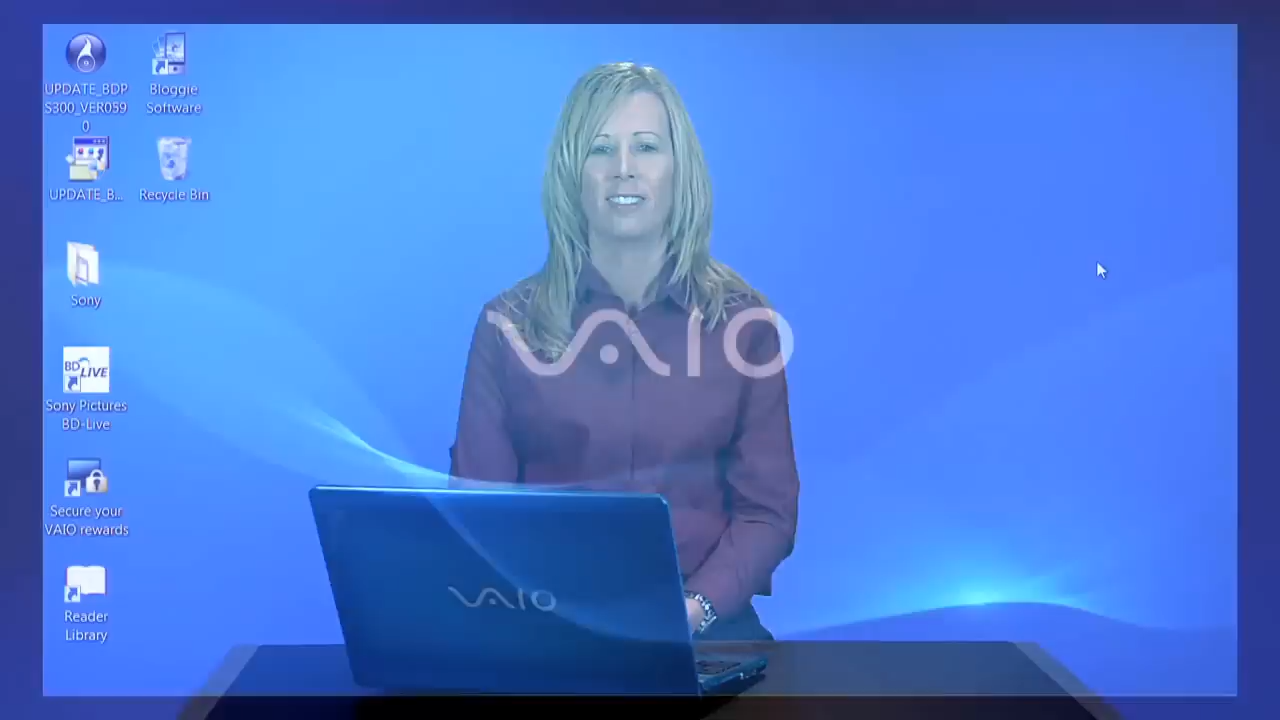 UPDATE_BDP
S300_VER059
0
Bloggie
Software
UPDATE_B...
Recycle Bin
Sony
BD LIVE
Sony Pictures
BD-Live
Secure your
VAIO rewards
Reader
Library
VAIO
VAIO